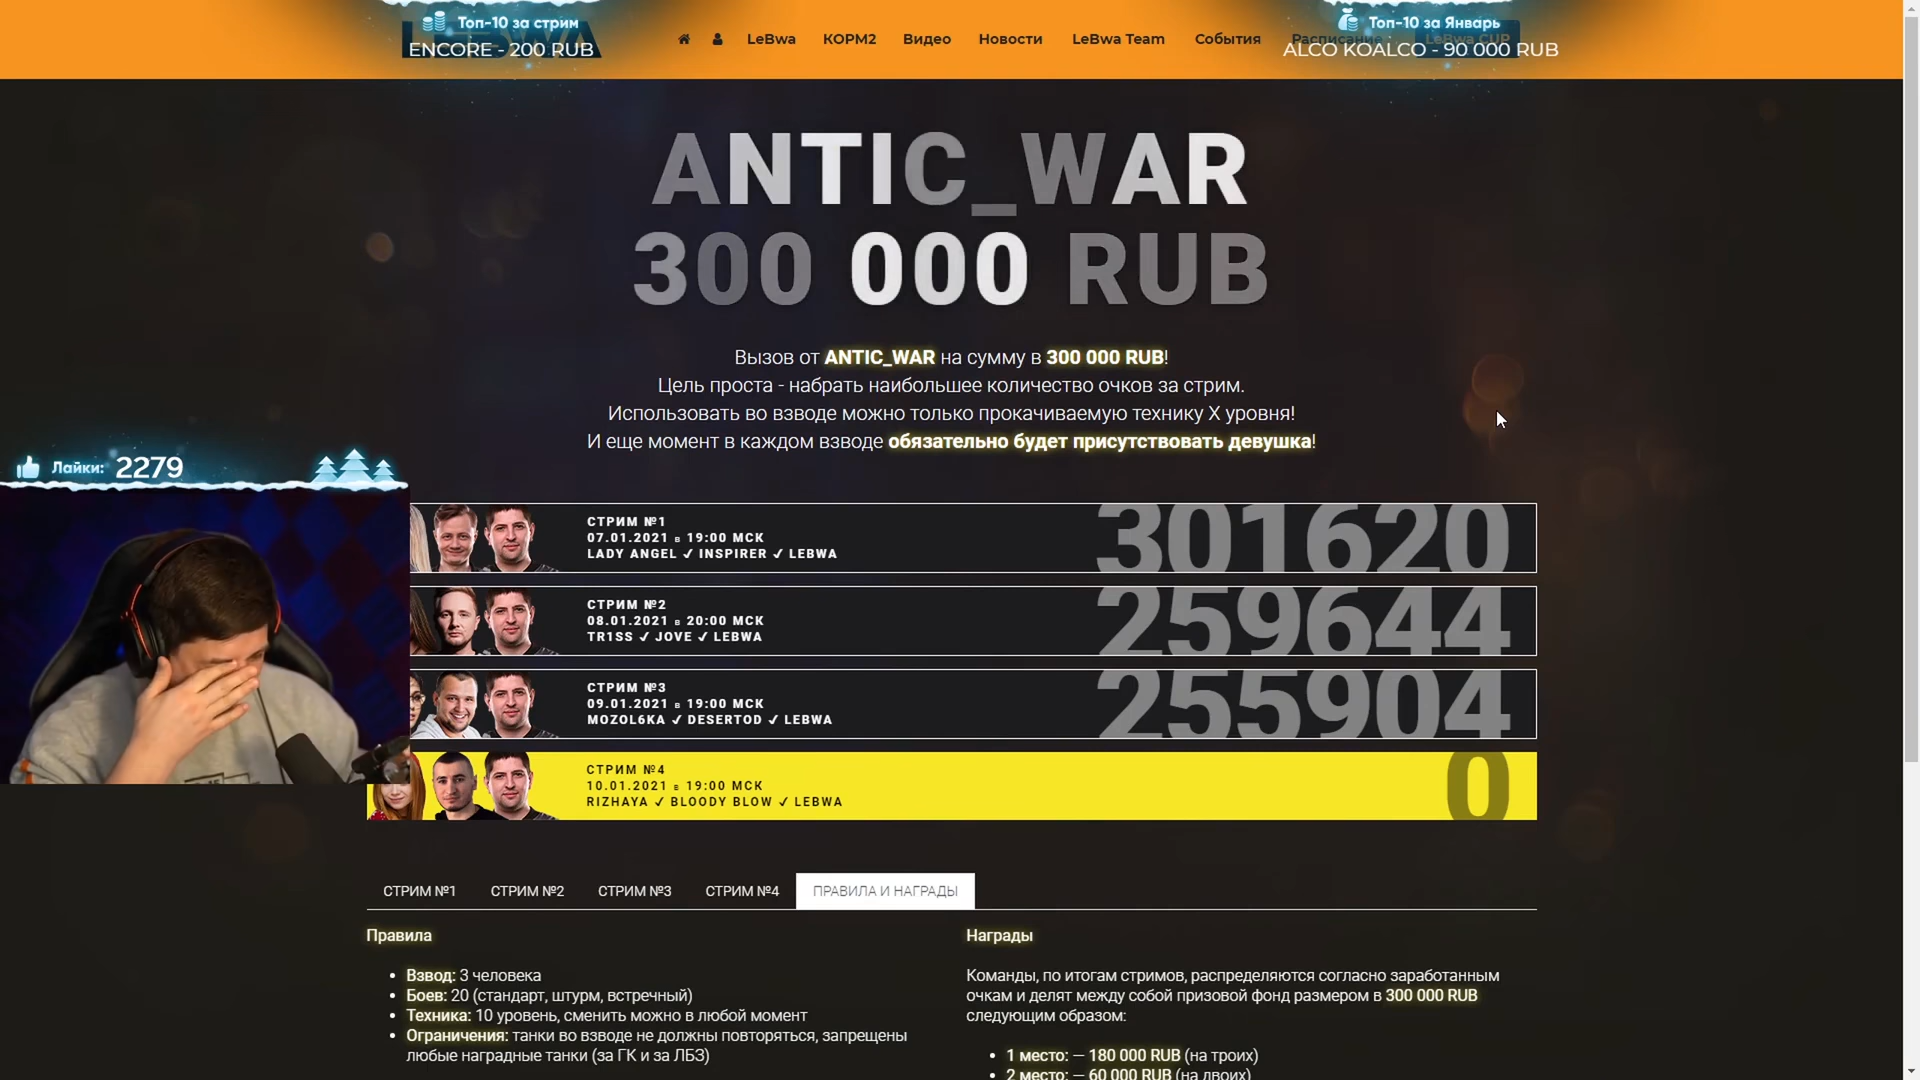 Топ-10 за стрим
ENCORE - 200 RUB
LeBwa
КОРМ2
Видео
Новости
LeBwa Team
События
Расписание
LeBwa CUP
Топ-10 за Январь
ALCO KOALCO - 90 000 RUB
ANTIC_WAR
300 000 RUB
Вызов от ANTIC_WAR на сумму в 300 000 RUB!
Цель проста - набрать наибольшее количество очков за стрим.
Использовать во взводе можно только прокачиваемую технику X уровня!
И еще момент в каждом взводе обязательно будет присутствовать девушка!
Лайки: 2279
СТРИМ №1
07.01.2021 в 19:00 МСК
LADY ANGEL ✓ INSPIRER ✓ LEBWA
301620
СТРИМ №2
08.01.2021 в 20:00 МСК
TR1SS ✓ JOVE ✓ LEBWA
259644
СТРИМ №3
09.01.2021 в 19:00 МСК
MOZOL6KA ✓ DESERTOD ✓ LEBWA
255904
СТРИМ №4
10.01.2021 в 19:00 МСК
RIZHAYA ✓ BLOODY BLOW ✓ LEBWA
0
СТРИМ №1
СТРИМ №2
СТРИМ №3
СТРИМ №4
ПРАВИЛА И НАГРАДЫ
Правила
• Взвод: 3 человека
• Боев: 20 (стандарт, штурм, встречный)
• Техника: 10 уровень, сменить можно в любой момент
• Ограничения: танки во взводе не должны повторяться, запрещены
любые наградные танки (за ГК и за ЛБЗ)
Награды
Команды, по итогам стримов, распределяются согласно заработанным
очкам и делят между собой призовой фонд размером в 300 000 RUB
следующим образом:
• 1 место: — 180 000 RUB (на троих)
• 2 место: — 60 000 RUB (на двоих)